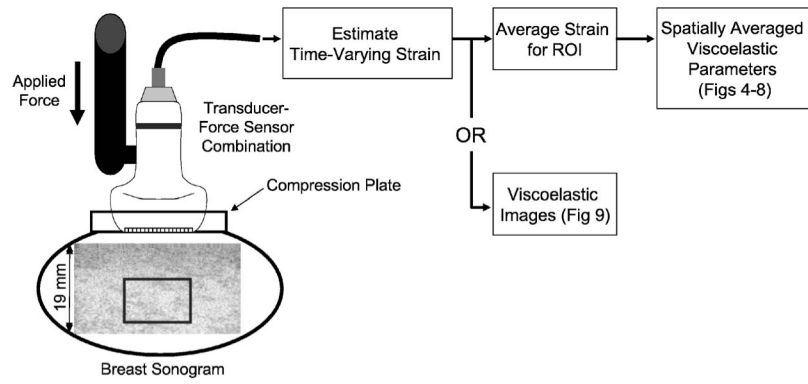 Applied
Force
Transducer-
Force Sensor
Combination
Compression Plate
19 mm
Breast Sonogram
Estimate
Time-Varying Strain
Average Strain
for ROI
Spatially Averaged
Viscoelastic
Parameters
(Figs 4-8)
OR
Viscoelastic
Images (Fig 9)